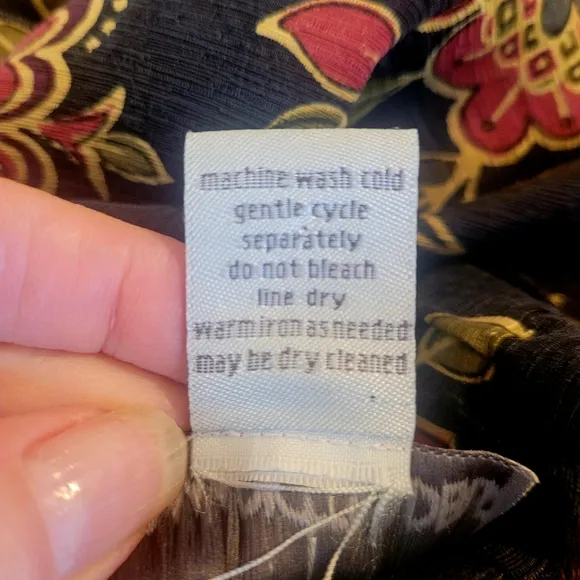 machine wash cold
gentle cycle
separately
do not bleach
line dry
warm iron as needed
may be dry cleaned